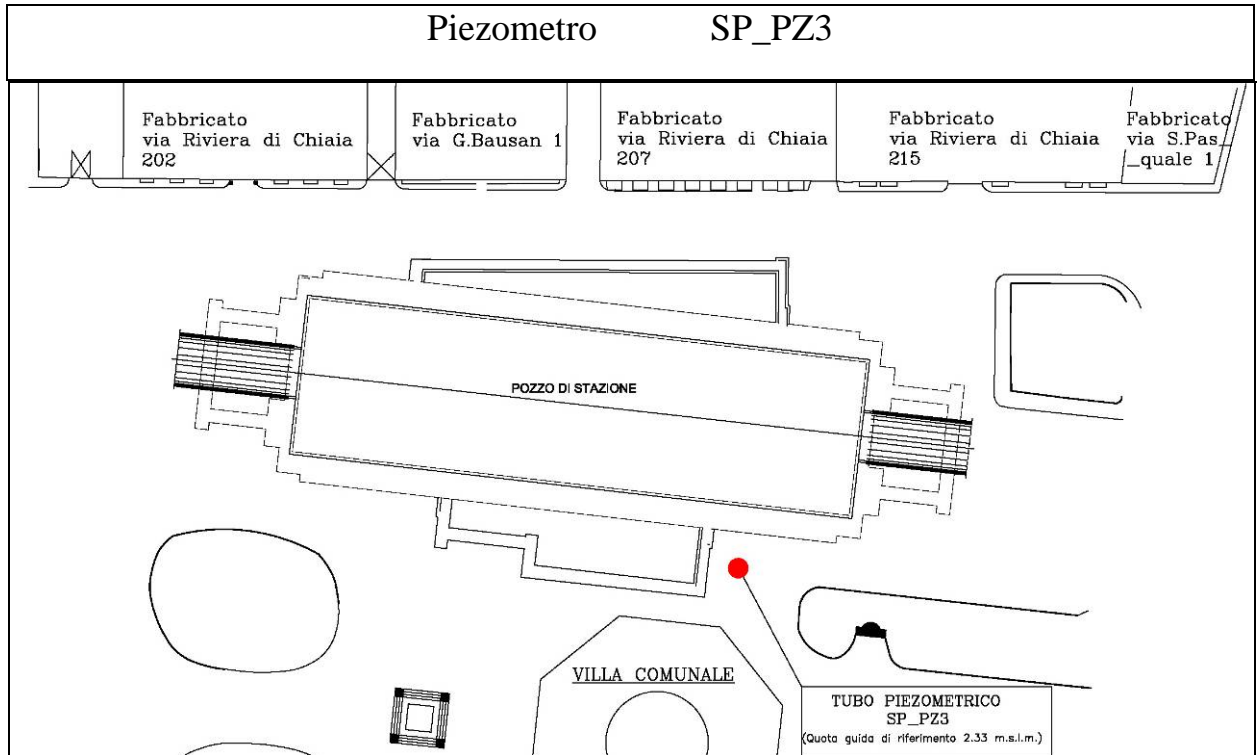 Piezometro SP_PZ3
Fabbricato
via Riviera di Chiaia
202
Fabbricato
via G.Bausan 1
Fabbricato
via Riviera di Chiaia
207
Fabbricato
via Riviera di Chiaia
215
Fabbricato
via S.Pas_
_quale 1
POZZO DI STAZIONE
VILLA COMUNALE
TUBO PIEZOMETRICO
SP_PZ3
(Quota guida di riferimento 2.33 m.s.l.m.)